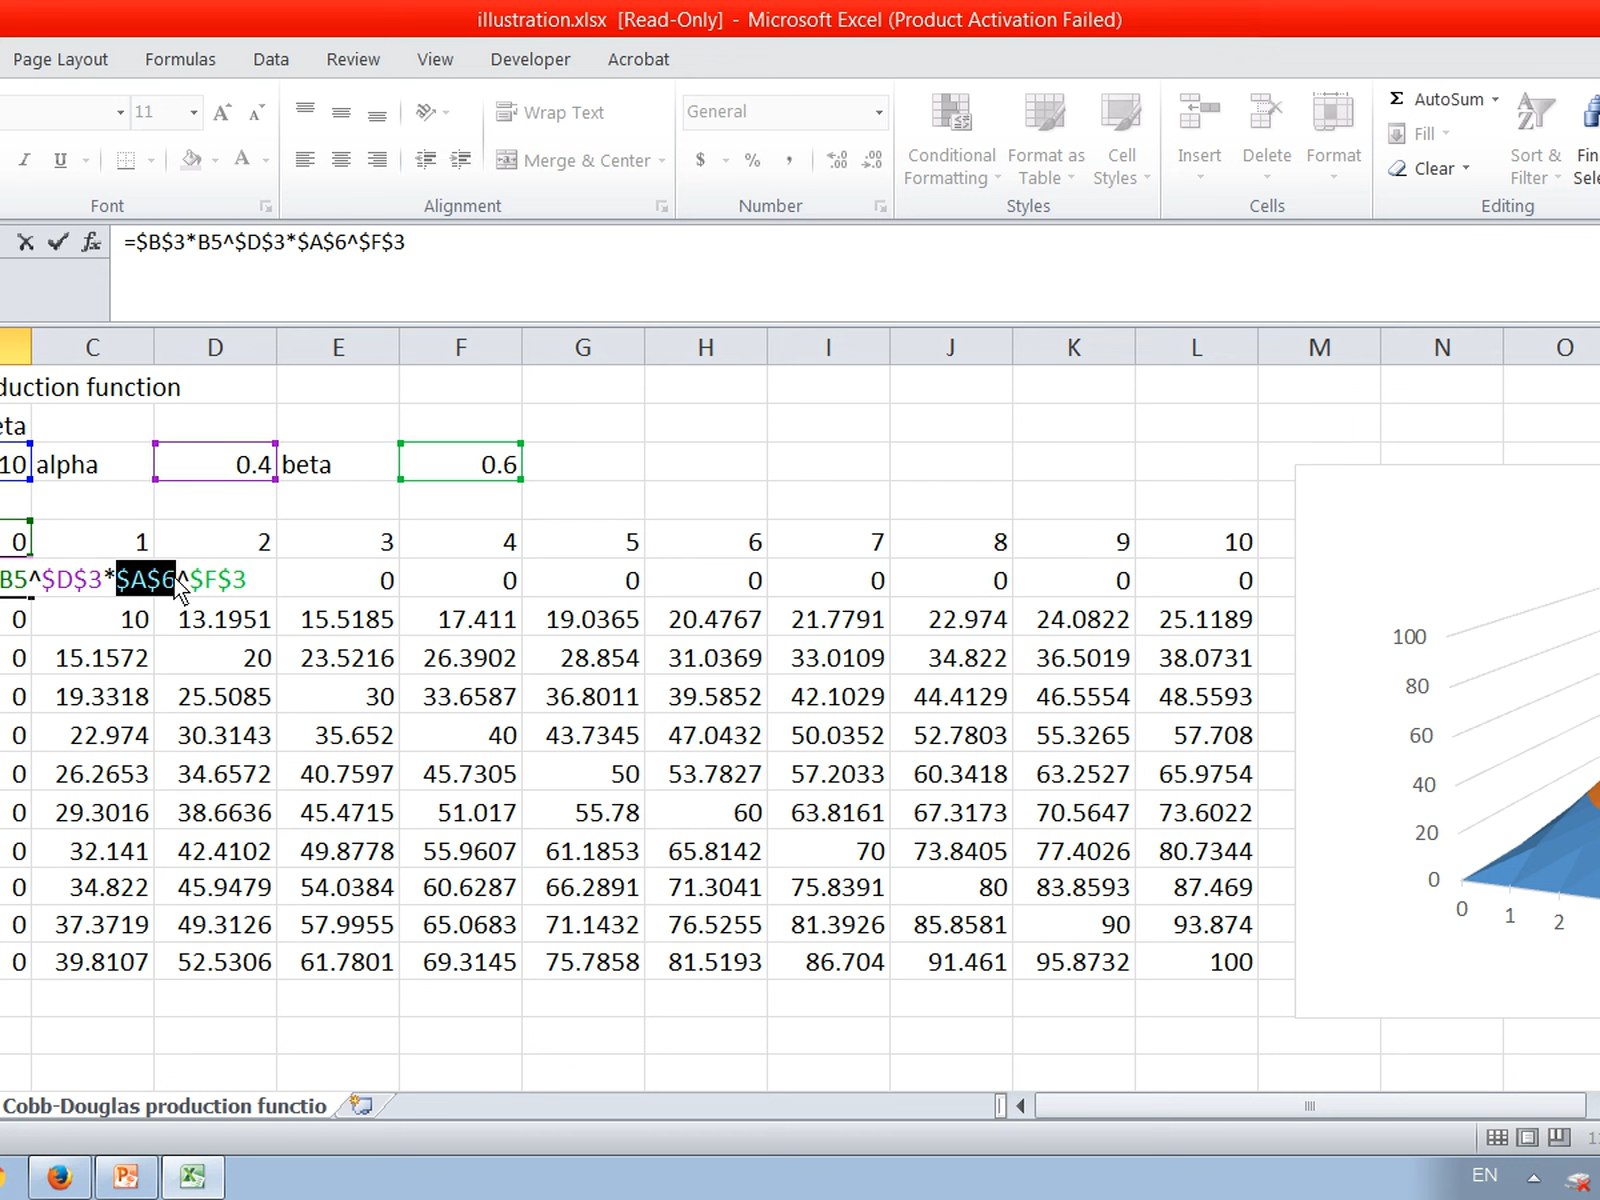 illustration.xlsx [Read-Only] - Microsoft Excel (Product Activation Failed)
Page Layout Formulas Data Review View Developer Acrobat
11 A A Wrap Text General Σ AutoSum
I U A Merge & Center $ % , Conditional Formatting Format as Table Cell Styles Insert Delete Format Fill Clear Sort & Filter
Font Alignment Number Styles Cells Editing
fx =$B$3*B5^$D$3*$A$6^$F$3
C D E F G H I J K L M N O
duction function
eta
10 alpha 0.4 beta 0.6
0 1 2 3 4 5 6 7 8 9 10
B5^$D$3*$A$6^$F$3 0 0 0 0 0 0 0 0
0 10 13.1951 15.5185 17.411 19.0365 20.4767 21.7791 22.974 24.0822 25.1189
0 15.1572 20 23.5216 26.3902 28.854 31.0369 33.0109 34.822 36.5019 38.0731
0 19.3318 25.5085 30 33.6587 36.8011 39.5852 42.1029 44.4129 46.5554 48.5593
0 22.974 30.3143 35.652 40 43.7345 47.0432 50.0352 52.7803 55.3265 57.708
0 26.2653 34.6572 40.7597 45.7305 50 53.7827 57.2033 60.3418 63.2527 65.9754
0 29.3016 38.6636 45.4715 51.017 55.78 60 63.8161 67.3173 70.5647 73.6022
0 32.141 42.4102 49.8778 55.9607 61.1853 65.8142 70 73.8405 77.4026 80.7344
0 34.822 45.9479 54.0384 60.6287 66.2891 71.3041 75.8391 80 83.8593 87.469
0 37.3719 49.3126 57.9955 65.0683 71.1432 76.5255 81.3926 85.8581 90 93.874
0 39.8107 52.5306 61.7801 69.3145 75.7858 81.5193 86.704 91.461 95.8732 100
100
80
60
40
20
0
0 1 2
Cobb-Douglas production functio
EN